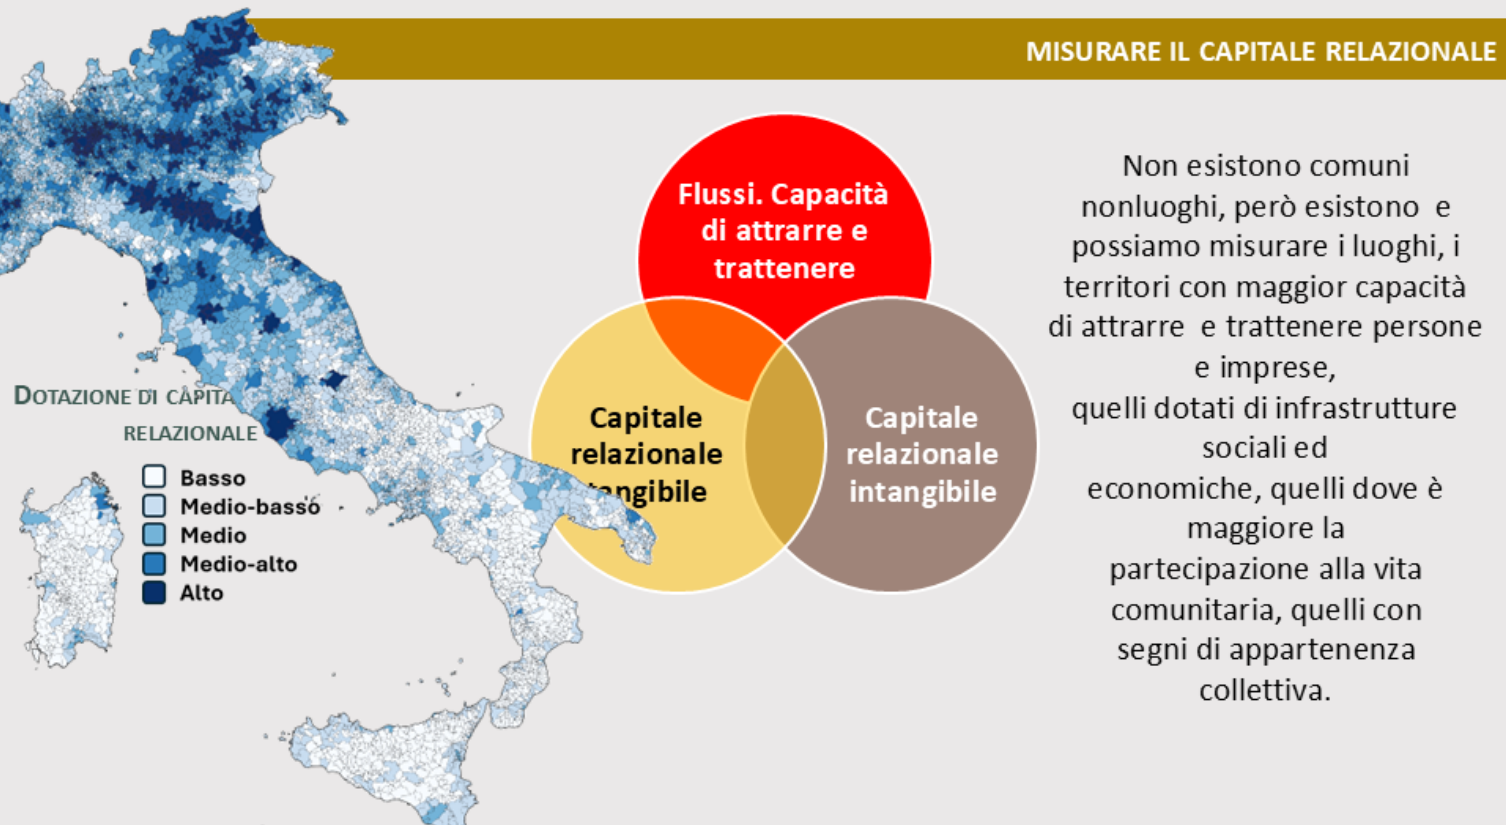 MISURARE IL CAPITALE RELAZIONALE
Flussi. Capacità
di attrarre e
trattenere
Capitale
relazionale
tangibile
Capitale
relazionale
intangibile
Non esistono comuni
nonluoghi, però esistono e
possiamo misurare i luoghi, i
territori con maggior capacità
di attrarre e trattenere persone
e imprese,
quelli dotati di infrastrutture
sociali ed
economiche, quelli dove è
maggiore la
partecipazione alla vita
comunitaria, quelli con
segni di appartenenza
collettiva.
DOTAZIONE DI CAPITA
RELAZIONALE
Basso
Medio-basso
Medio
Medio-alto
Alto